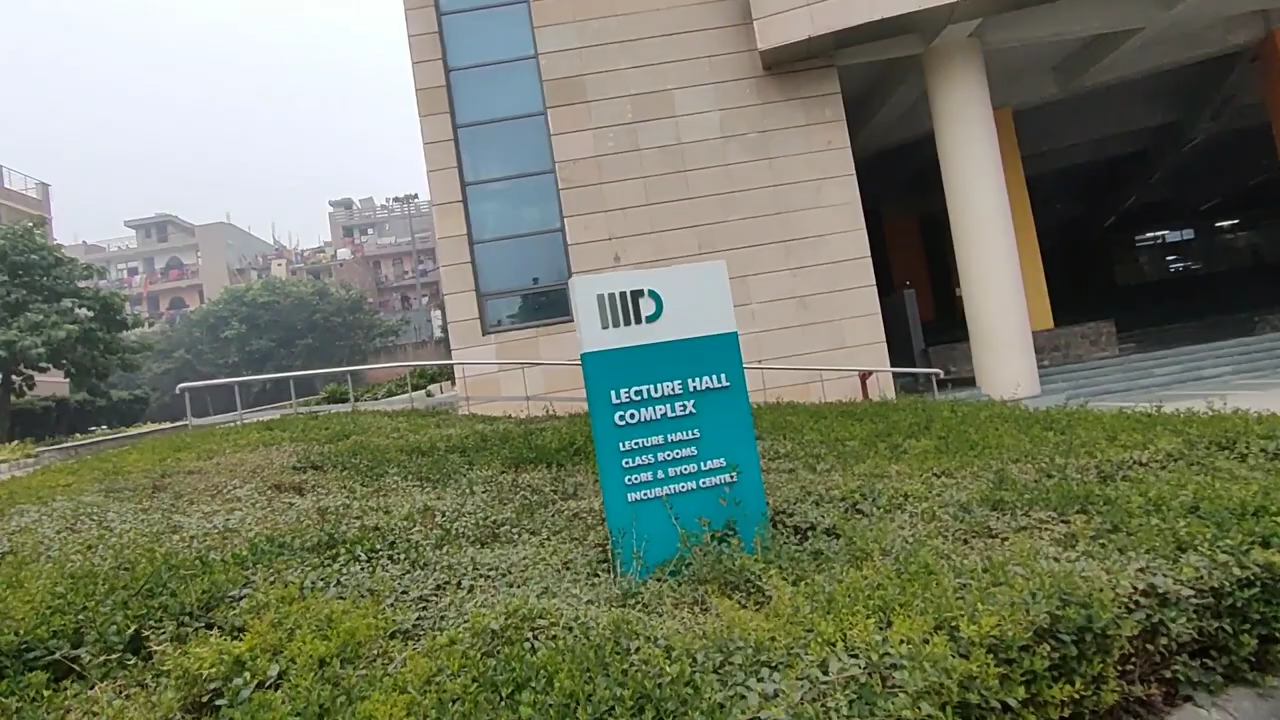 IIITD
LECTURE HALL
COMPLEX
LECTURE HALLS
CLASS ROOMS
CORE & BYOD LABS
INCUBATION CENTRE